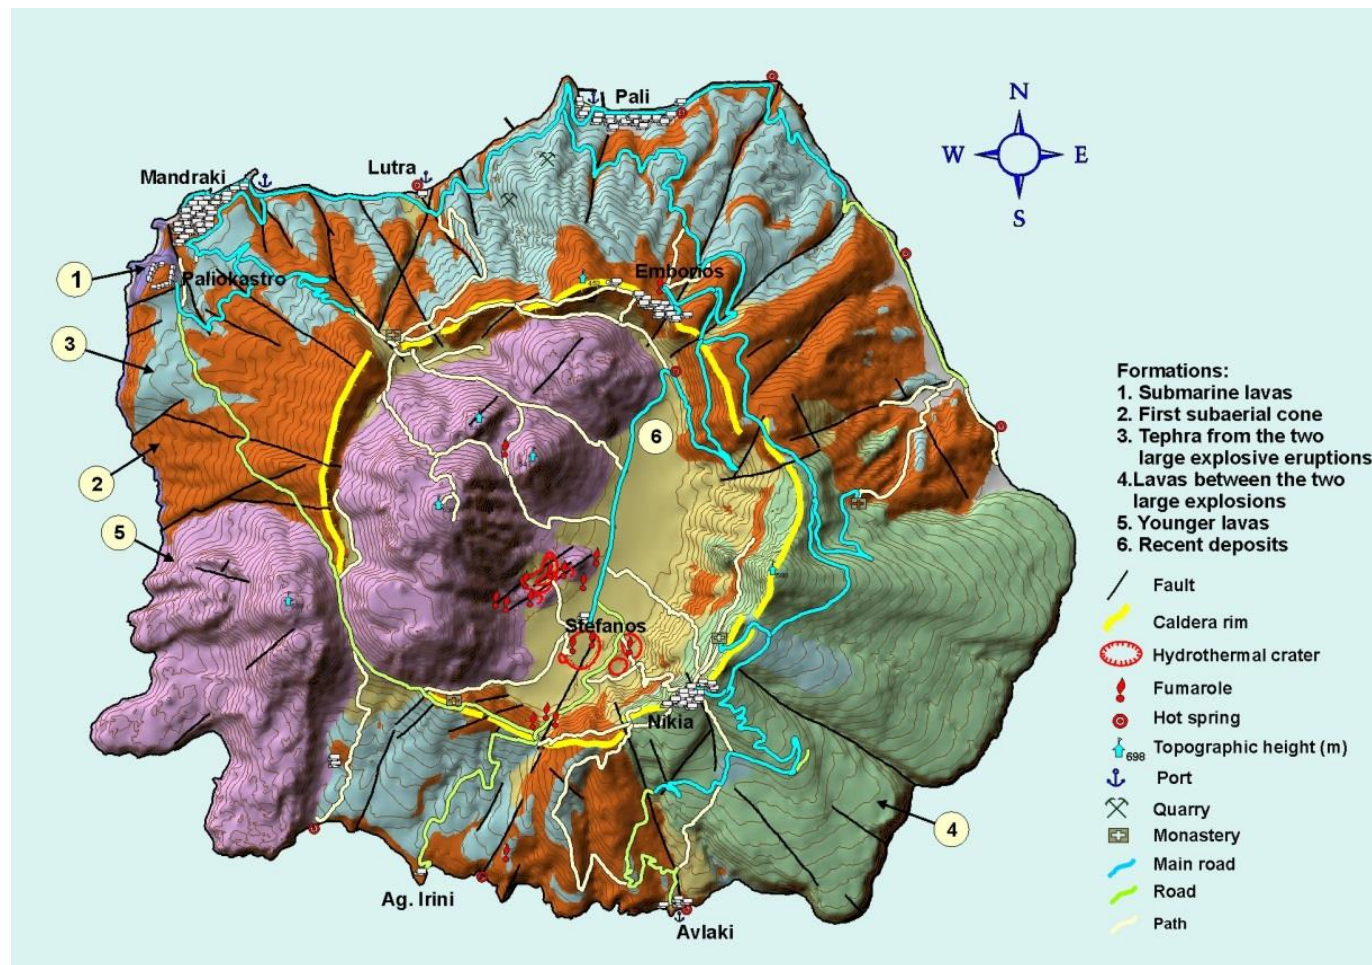 Pali
N
W
E
S
Lutra
Mandraki
1
Paliokastro
Emborios
3
6
2
5
Stefanos
Nikia
4
Ag. Irini
Avlaki
Formations:
1. Submarine lavas
2. First subaerial cone
3. Tephra from the two
large explosive eruptions
4.Lavas between the two
large explosions
5. Younger lavas
6. Recent deposits
Fault
Caldera rim
Hydrothermal crater
Fumarole
Hot spring
Topographic height (m)
698
Port
Quarry
Monastery
Main road
Road
Path